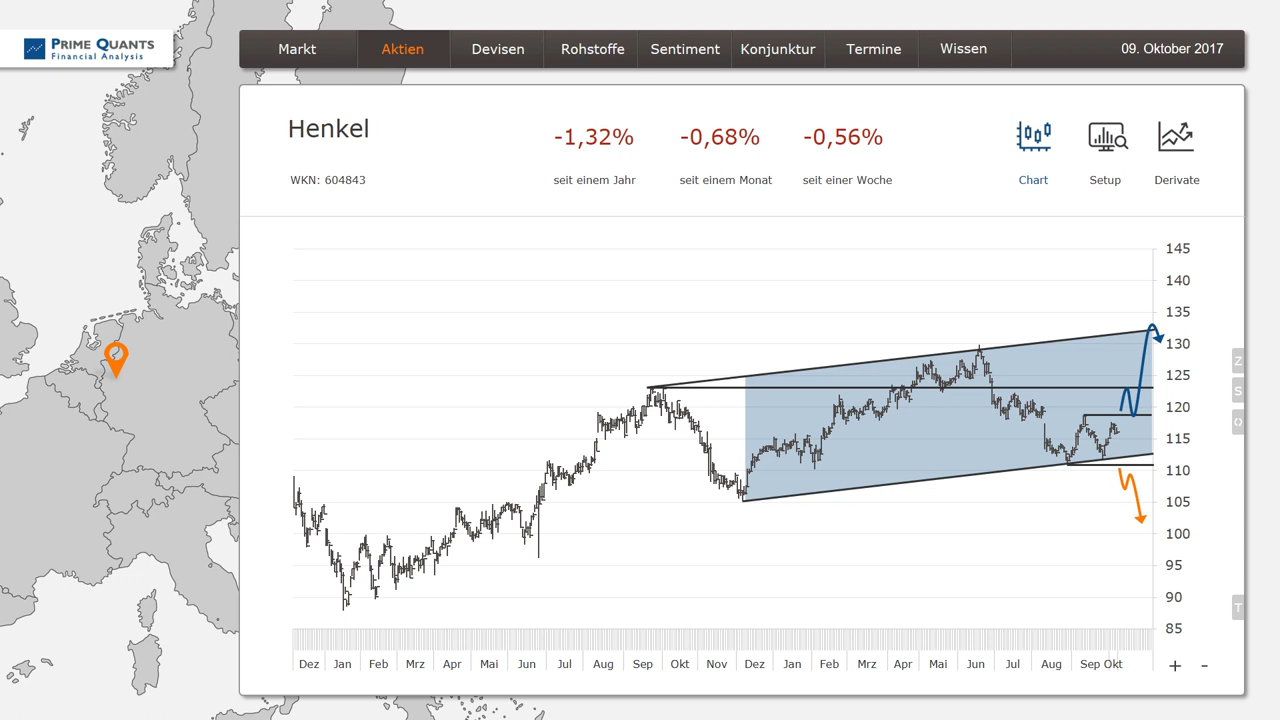 PRIME QUANTS
Financial Analysis
Markt Aktien Devisen Rohstoffe Sentiment Konjunktur Termine Wissen 09. Oktober 2017
Henkel
-1,32% -0,68% -0,56%
WKN: 604843 seit einem Jahr seit einem Monat seit einer Woche Chart Setup Derivate
145
140
135
130
125
120
115
110
105
100
95
90
85
Z
S
T
Dez Jan Feb Mrz Apr Mai Jun Jul Aug Sep Okt Nov Dez Jan Feb Mrz Apr Mai Jun Jul Aug Sep Okt + -